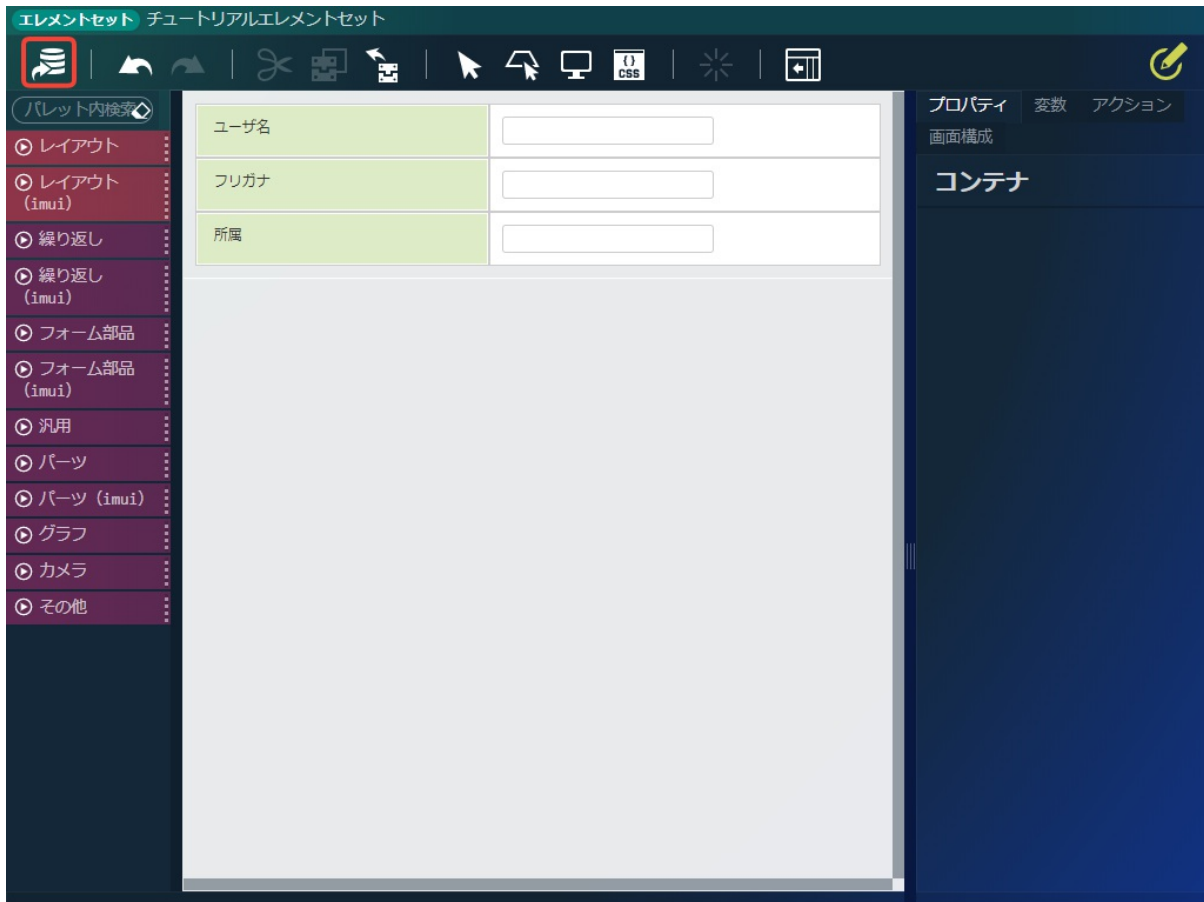 エレメントセット チュートリアルエレメントセット
{}
CSS
パレット内検索
レイアウト
レイアウト
(imui)
繰り返し
繰り返し
(imui)
フォーム部品
フォーム部品
(imui)
汎用
パーツ
パーツ (imui)
グラフ
カメラ
その他
ユーザ名
フリガナ
所属
プロパティ 変数 アクション
画面構成
コンテナ